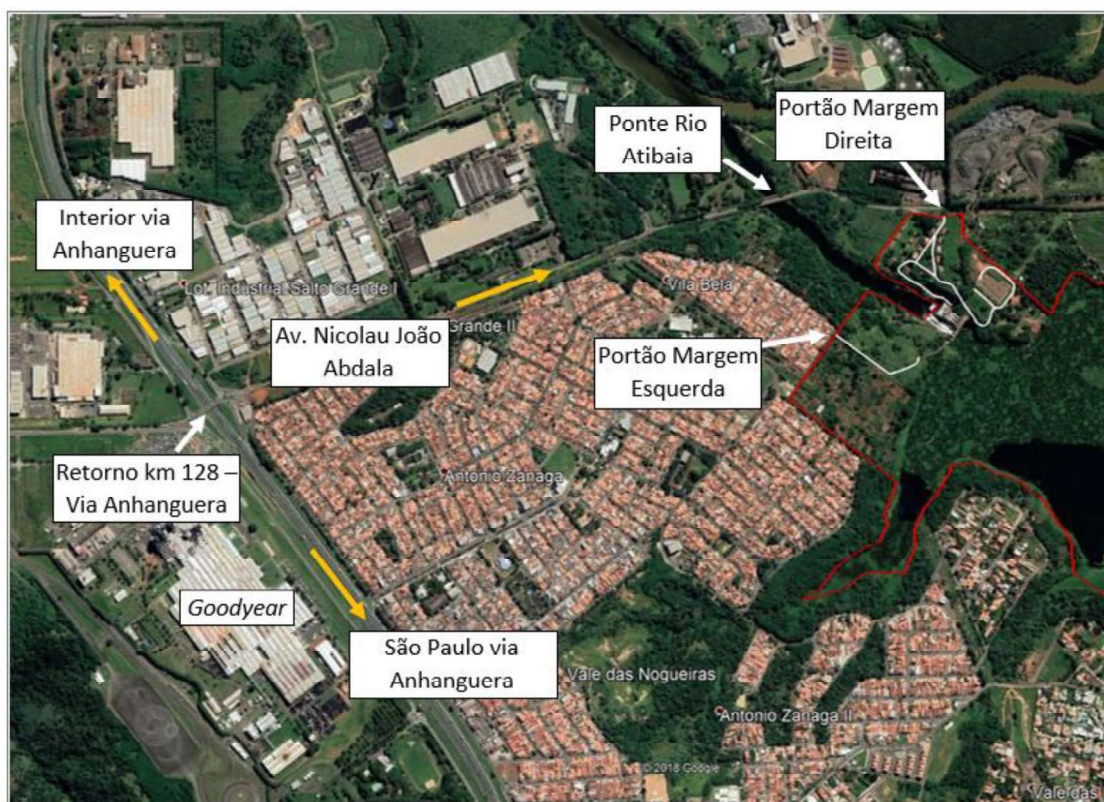 Portão Margem
Direita
Ponte Rio
Atibaia
Interior via
Anhanguera
Lot. Industrial Salto Grande I
Vila Bela
Grande II
Av. Nicolau João
Abdala
Portão Margem
Esquerda
Retorno km 128 –
Via Anhanguera
Antonio Zanaga
Goodyear
São Paulo via
Anhanguera
Vale das Nogueiras
Antonio Zanaga II
© 2018 Google
Vale das